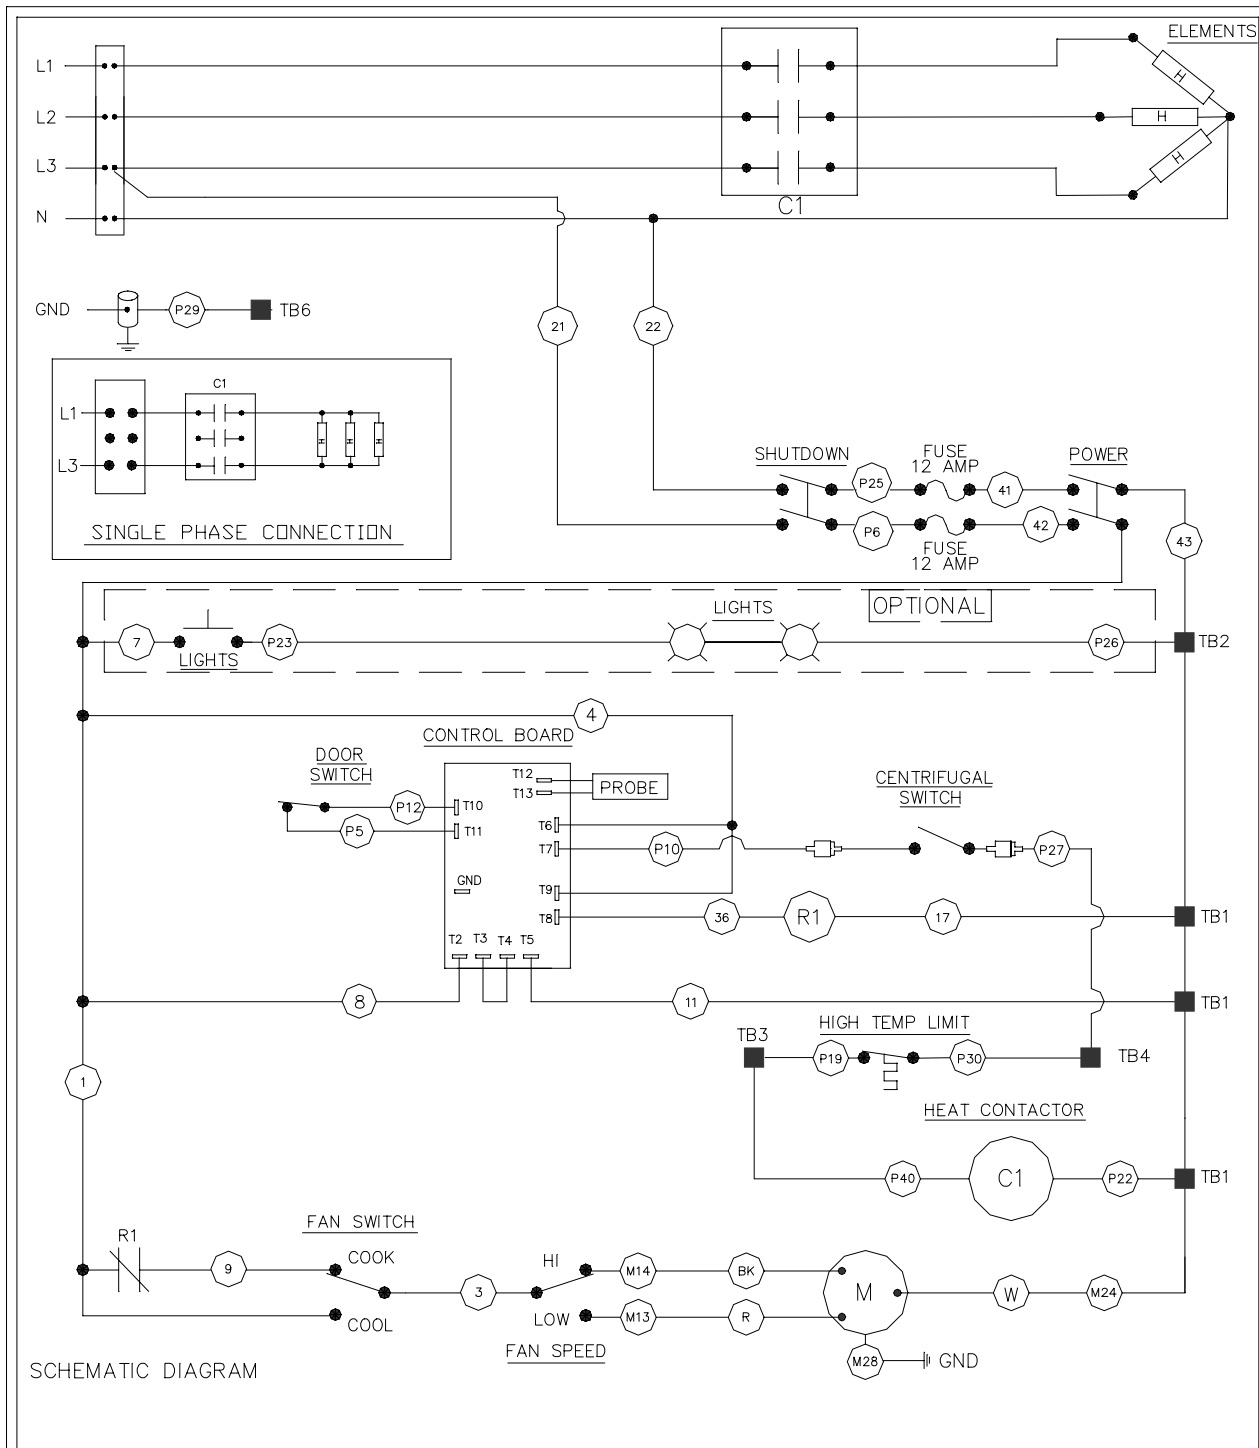 ELEMENTS
L1
H
L2
H
L3
H
N
C1
GND
P29
TB6
21
22
C1
L1
H
H
H
L3
SINGLE PHASE CONNECTION
SHUTDOWN
FUSE
12 AMP
POWER
P25
41
P6
42
FUSE
12 AMP
43
OPTIONAL
LIGHTS
7
P23
P26
TB2
LIGHTS
4
CONTROL BOARD
DOOR
SWITCH
T12
T13
PROBE
CENTRIFUGAL
SWITCH
P12
T10
T6
P5
T11
T7
P10
P27
GND
T9
T8
36
R1
17
TB1
T2
T3
T4
T5
8
11
TB1
HIGH TEMP LIMIT
TB3
P19
P30
TB4
1
HEAT CONTACTOR
P40
C1
P22
TB1
FAN SWITCH
R1
9
COOK
HI
M14
BK
3
M
W
M24
COOL
LOW
M13
R
FAN SPEED
M28
GND
SCHEMATIC DIAGRAM